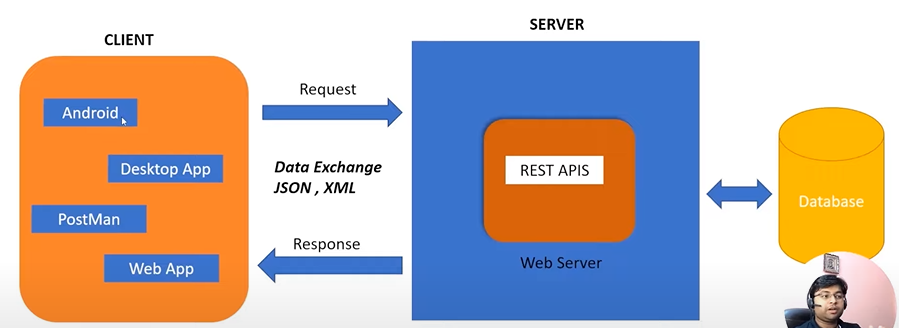 CLIENT
SERVER
Android
Desktop App
PostMan
Web App
Request
Data Exchange
JSON , XML
Response
REST APIS
Web Server
Database